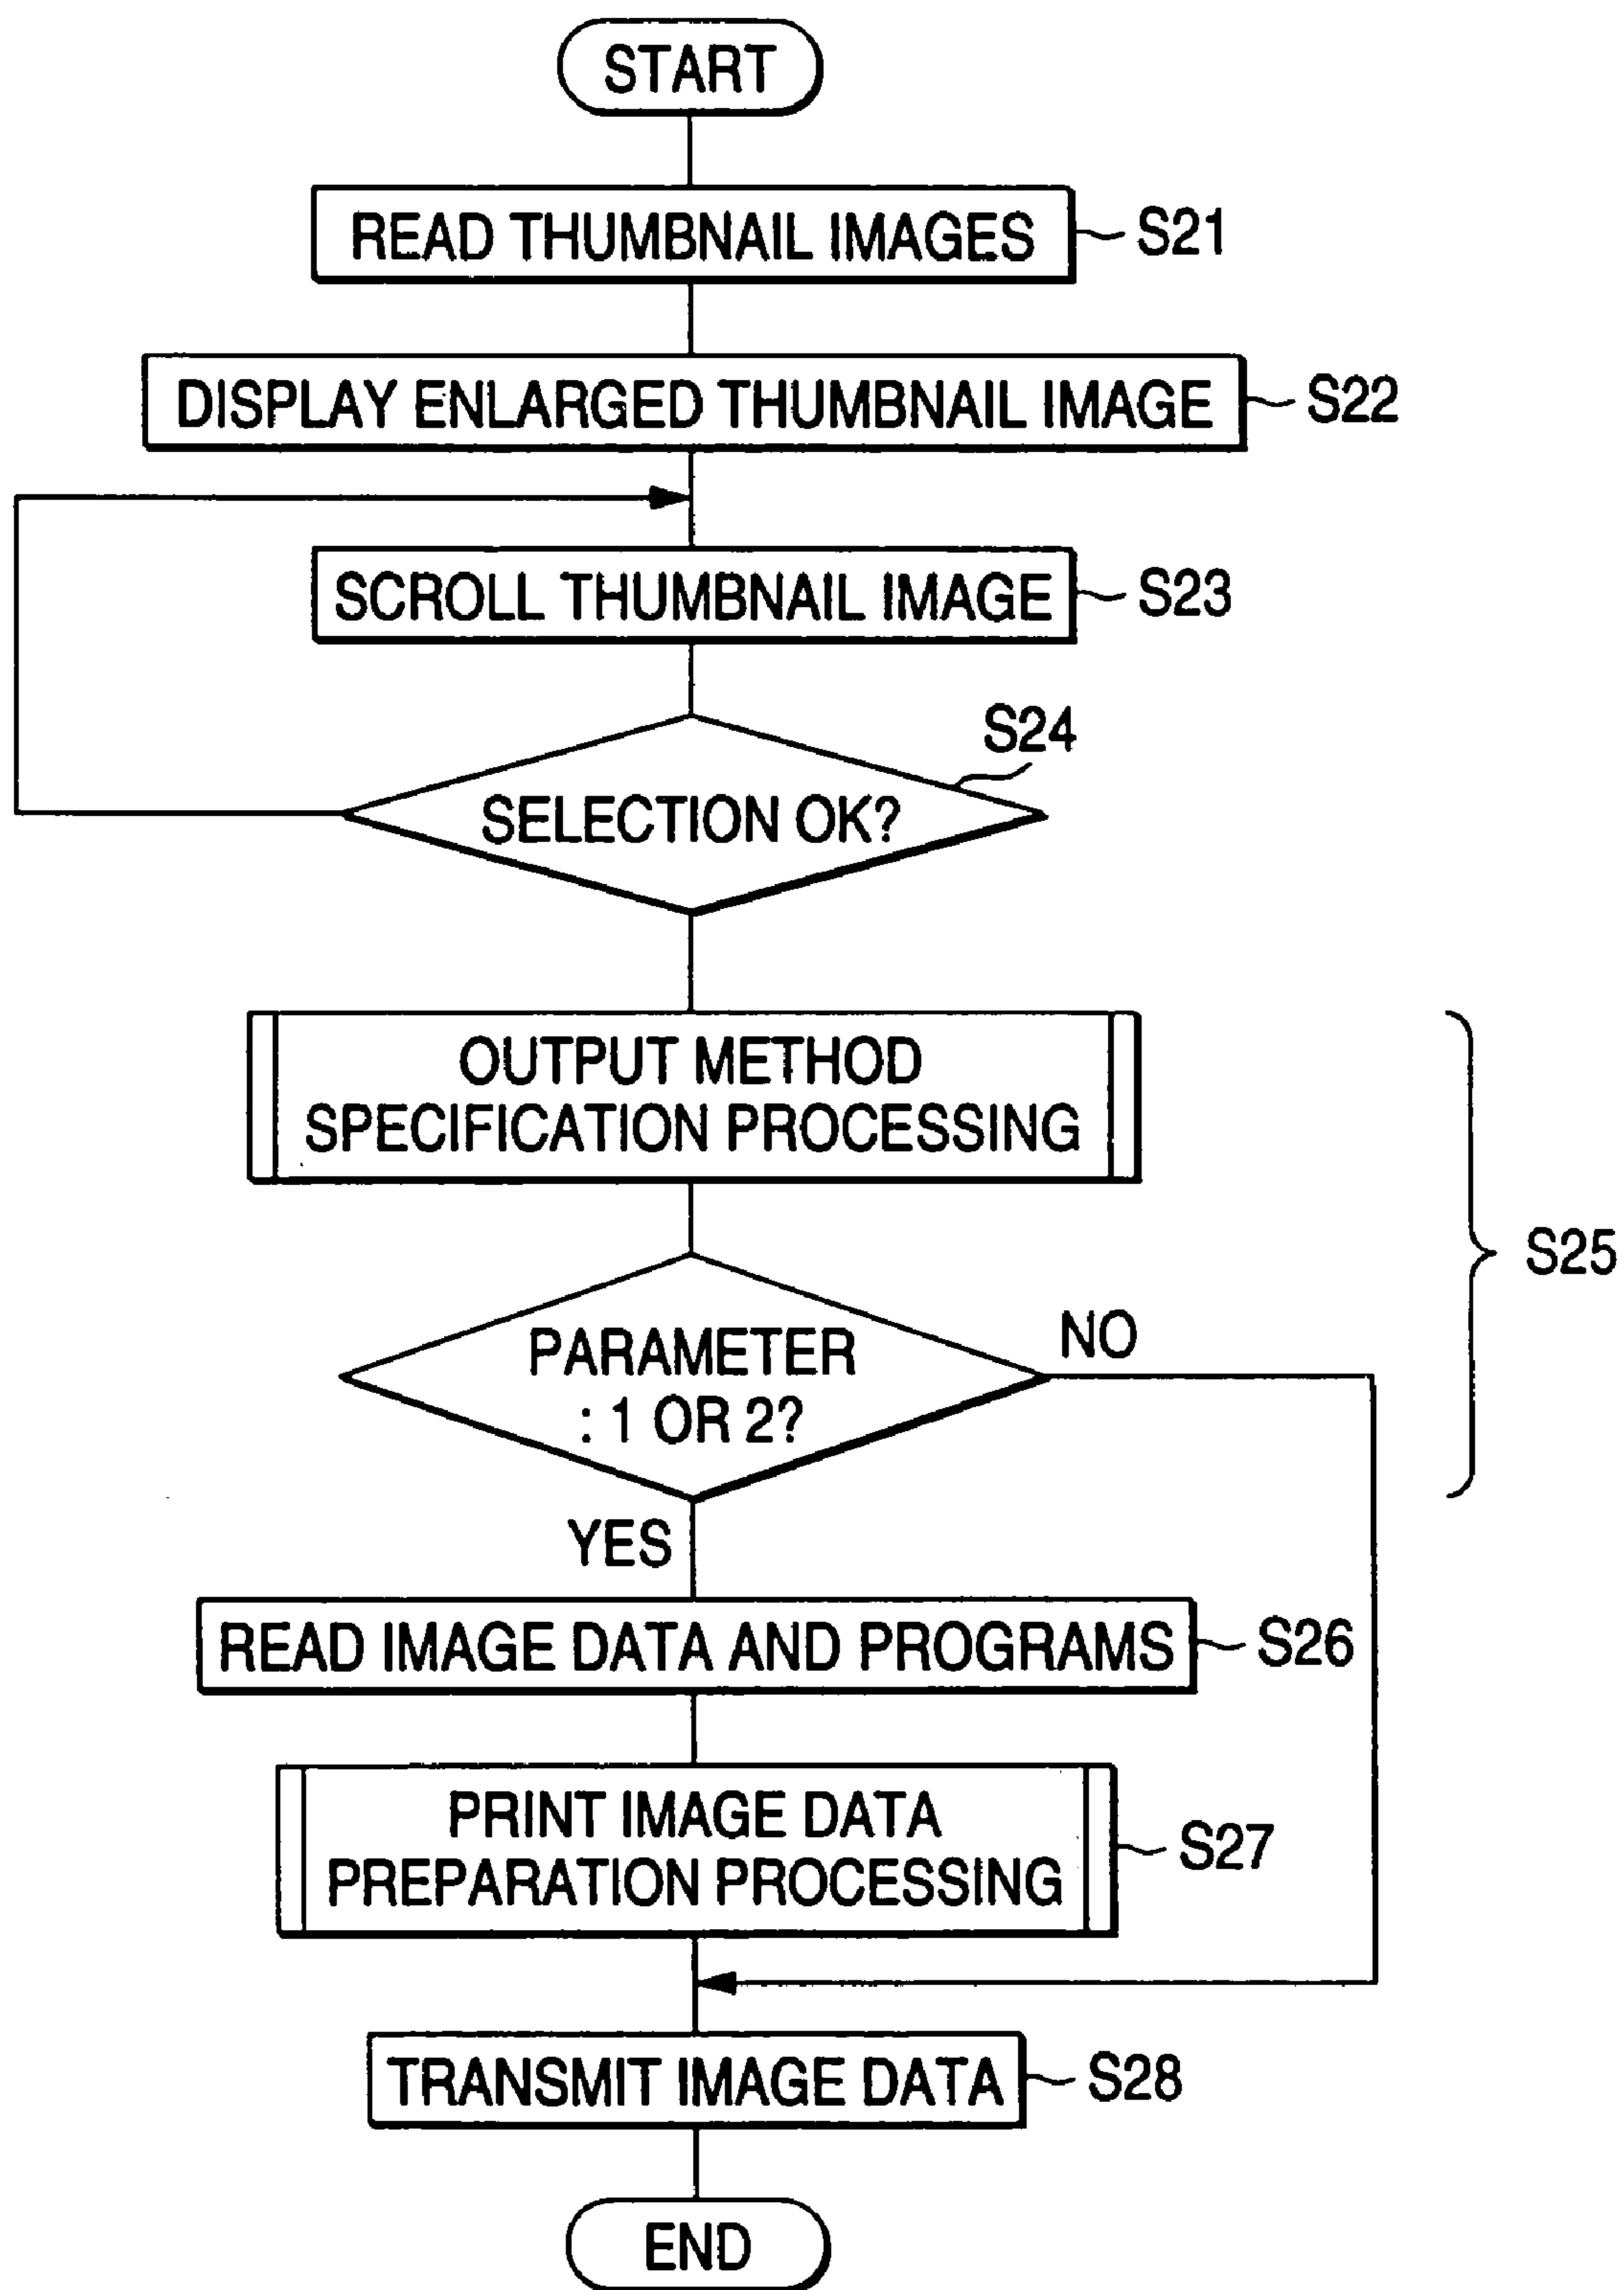 START
READ THUMBNAIL IMAGES
S21
DISPLAY ENLARGED THUMBNAIL IMAGE
S22
SCROLL THUMBNAIL IMAGE
S23
S24
SELECTION OK?
OUTPUT METHOD
SPECIFICATION PROCESSING
S25
PARAMETER
: 1 OR 2?
NO
YES
READ IMAGE DATA AND PROGRAMS
S26
PRINT IMAGE DATA
PREPARATION PROCESSING
S27
TRANSMIT IMAGE DATA
S28
END